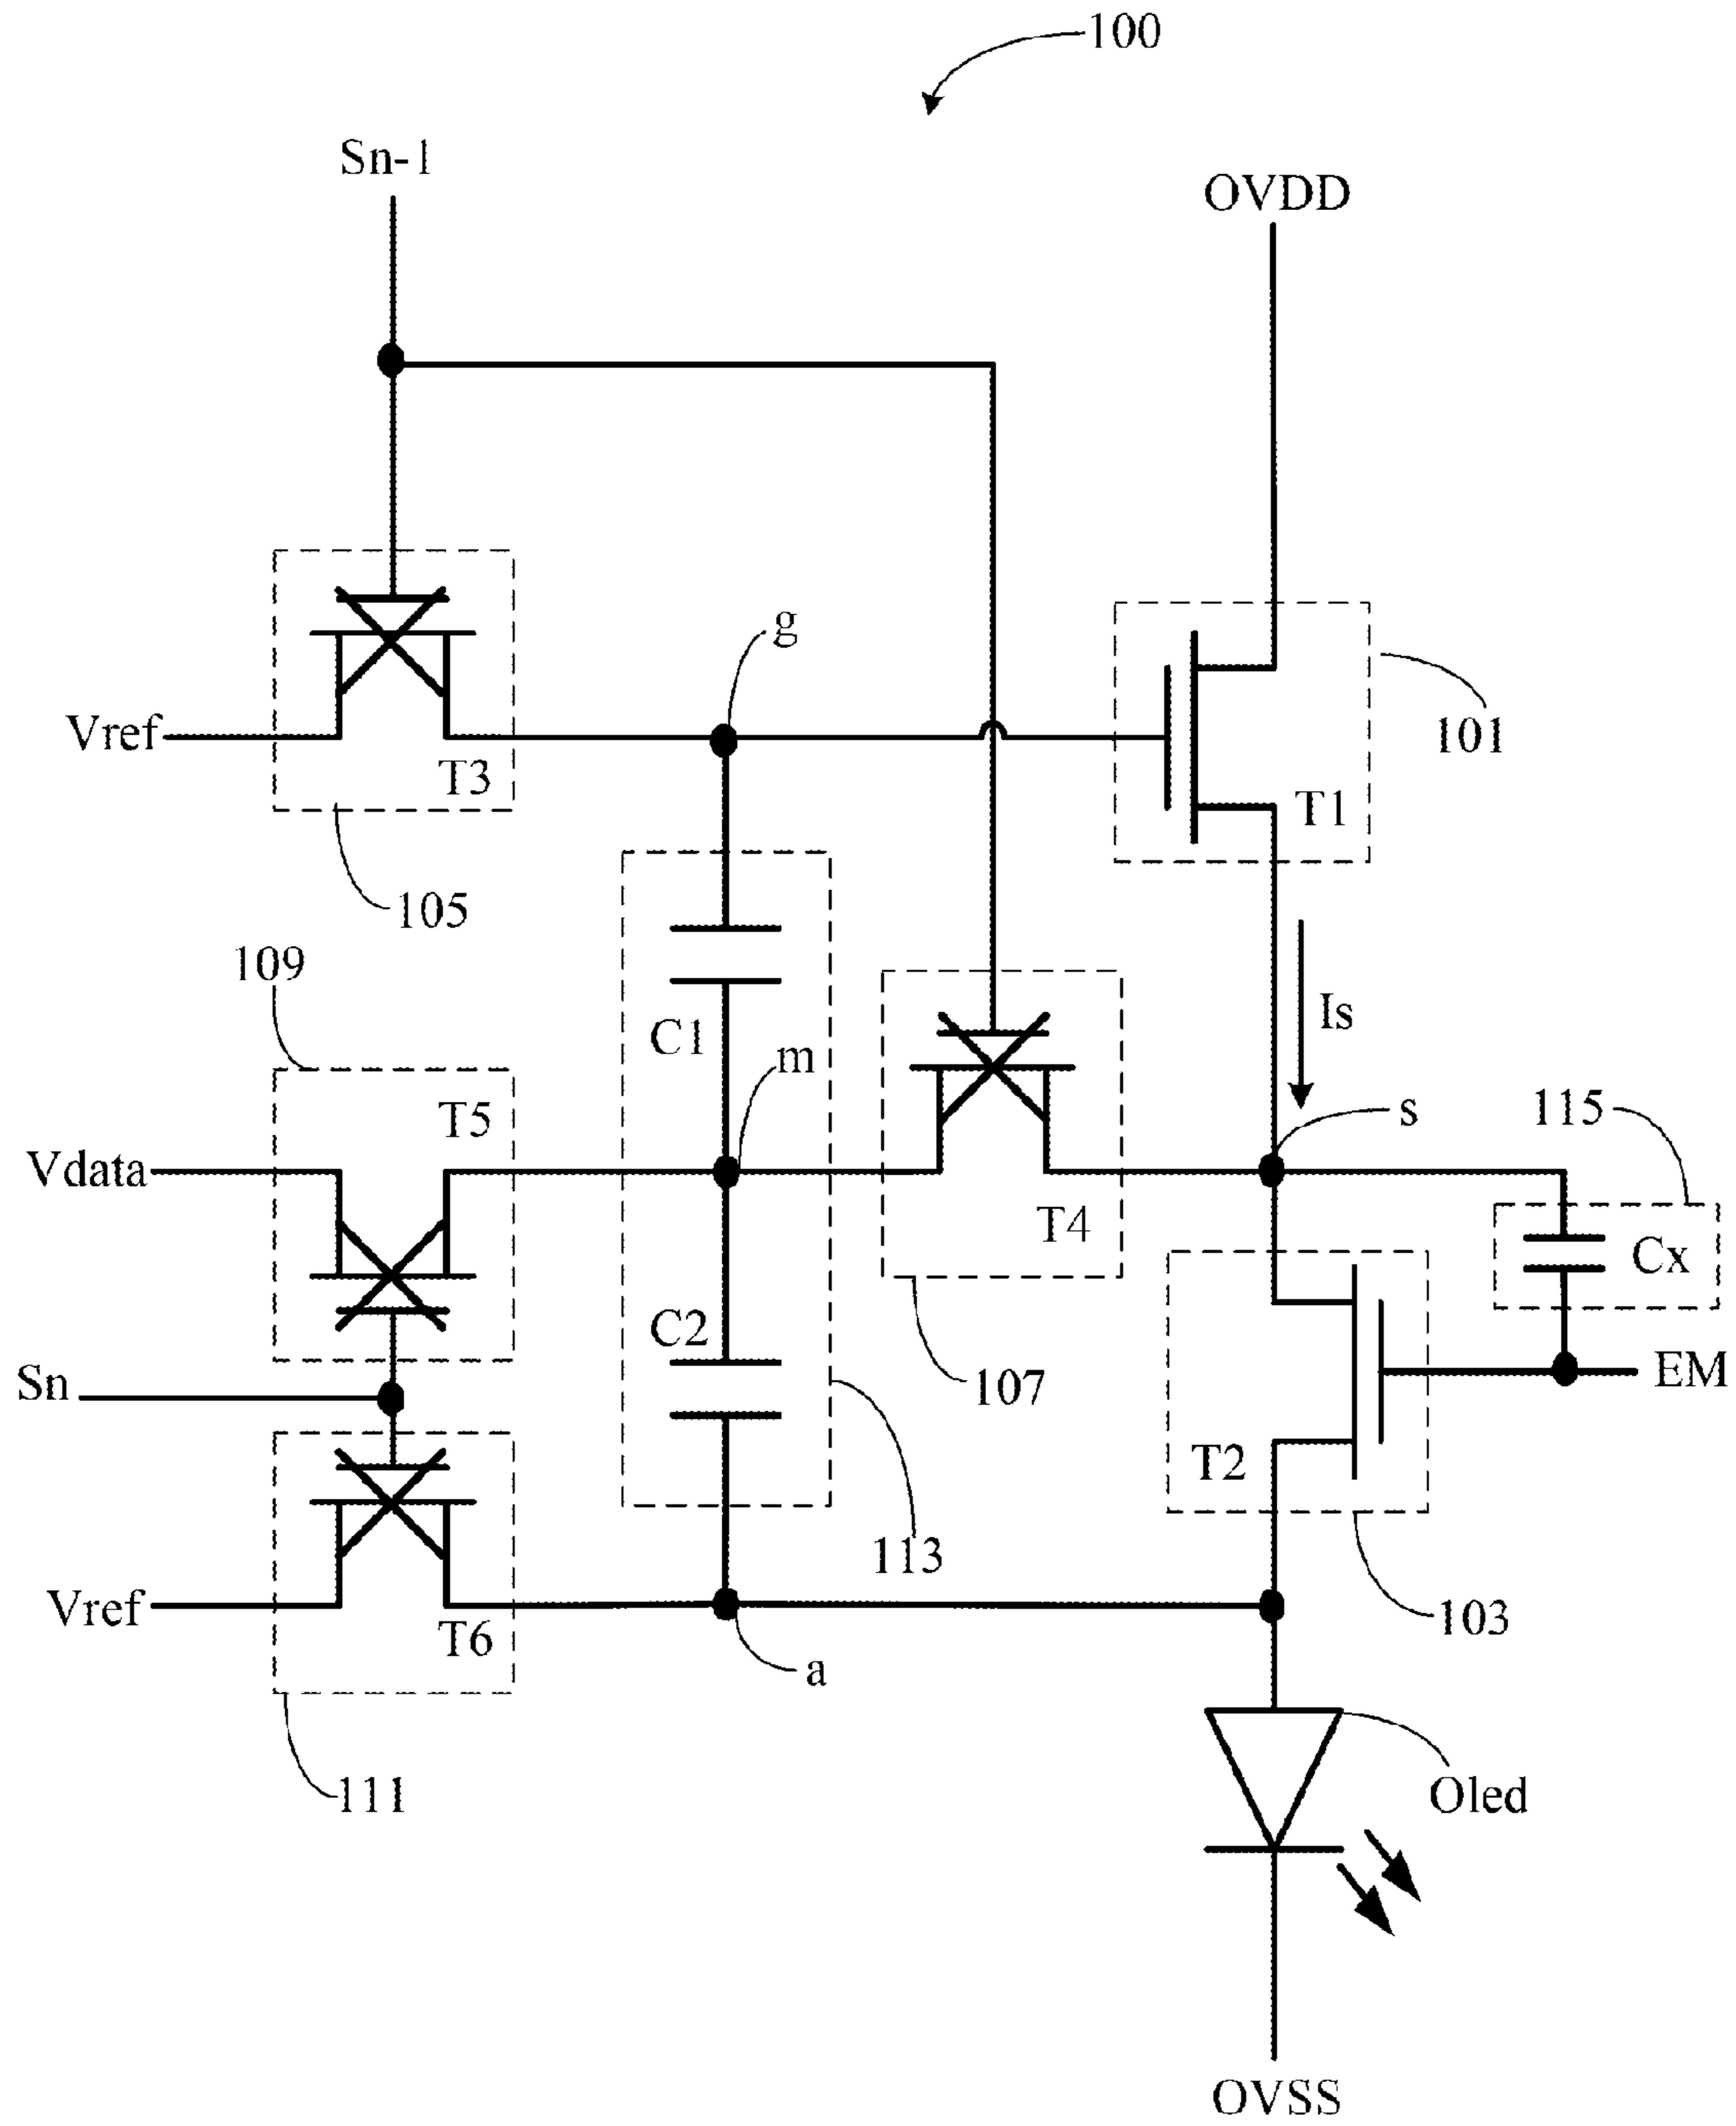 100
Sn-1
OVDD
g
Vref
T3
101
T1
105
109
C1
Is
m
T5
s
115
Vdata
T4
Cx
C2
Sn
107
EM
T2
113
Vref
T6
103
a
111
Oled
OVSS